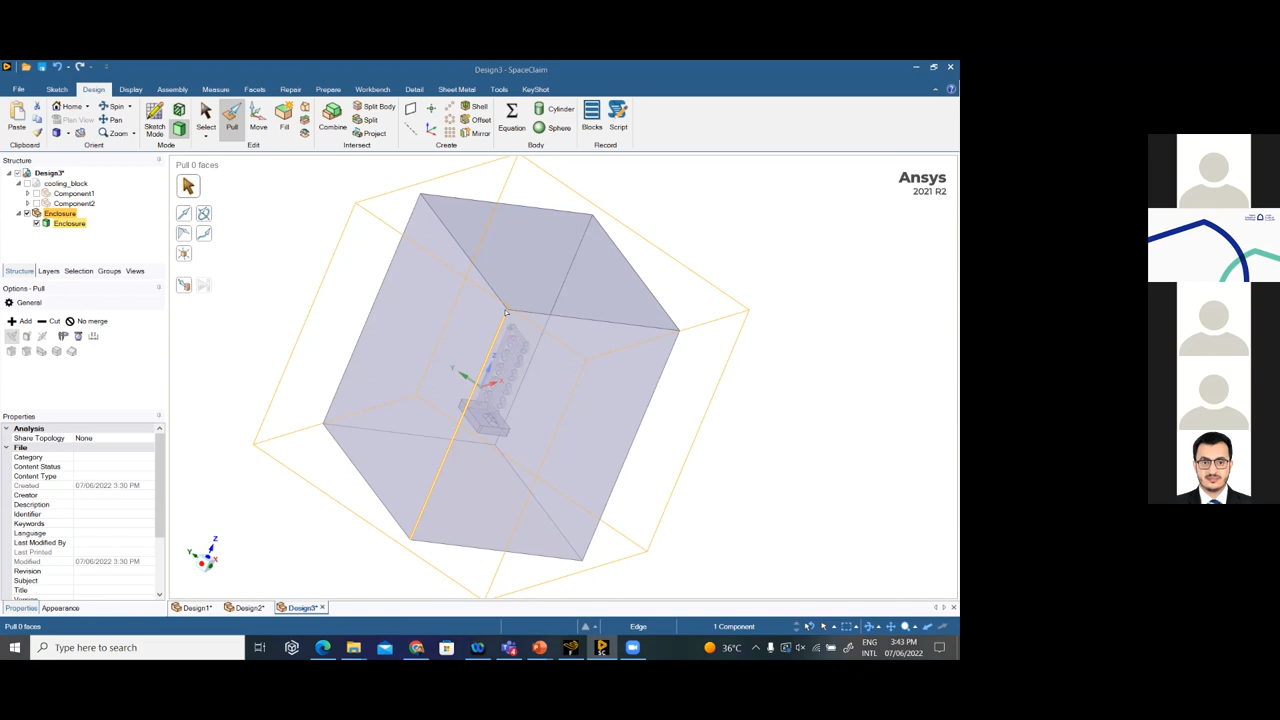 Design3 - SpaceClaim
File Sketch Design Display Assembly Measure Facets Repair Prepare Workbench Detail Sheet Metal Tools KeyShot
Home Spin Split Body Shell Cylinder
Plan View Pan Split Offset
Paste Zoom Sketch Mode Select Pull Move Fill Combine Project Mirror Equation Sphere Blocks Script
Clipboard Orient Mode Edit Intersect Create Body Record
Structure
Design3*
cooling_block
Component1
Component2
Enclosure
Enclosure
Structure Layers Selection Groups Views
Options - Pull
General
Add Cut No merge
Properties
Analysis
Share Topology None
File
Category
Content Status
Content Type
Created 07/06/2022 3.30 PM
Creator
Description
Identifier
Keywords
Language
Last Modified By
Last Printed
Modified 07/06/2022 3.30 PM
Revision
Subject
Title
Properties Appearance
Pull 0 faces
Ansys
2021 R2
Y
X
Z
Z
Y
X
Design1* Design2* Design3*
Pull 0 faces Edge 1 Component
Type here to search
36°C
ENG
INTL
3:43 PM
07/06/2022